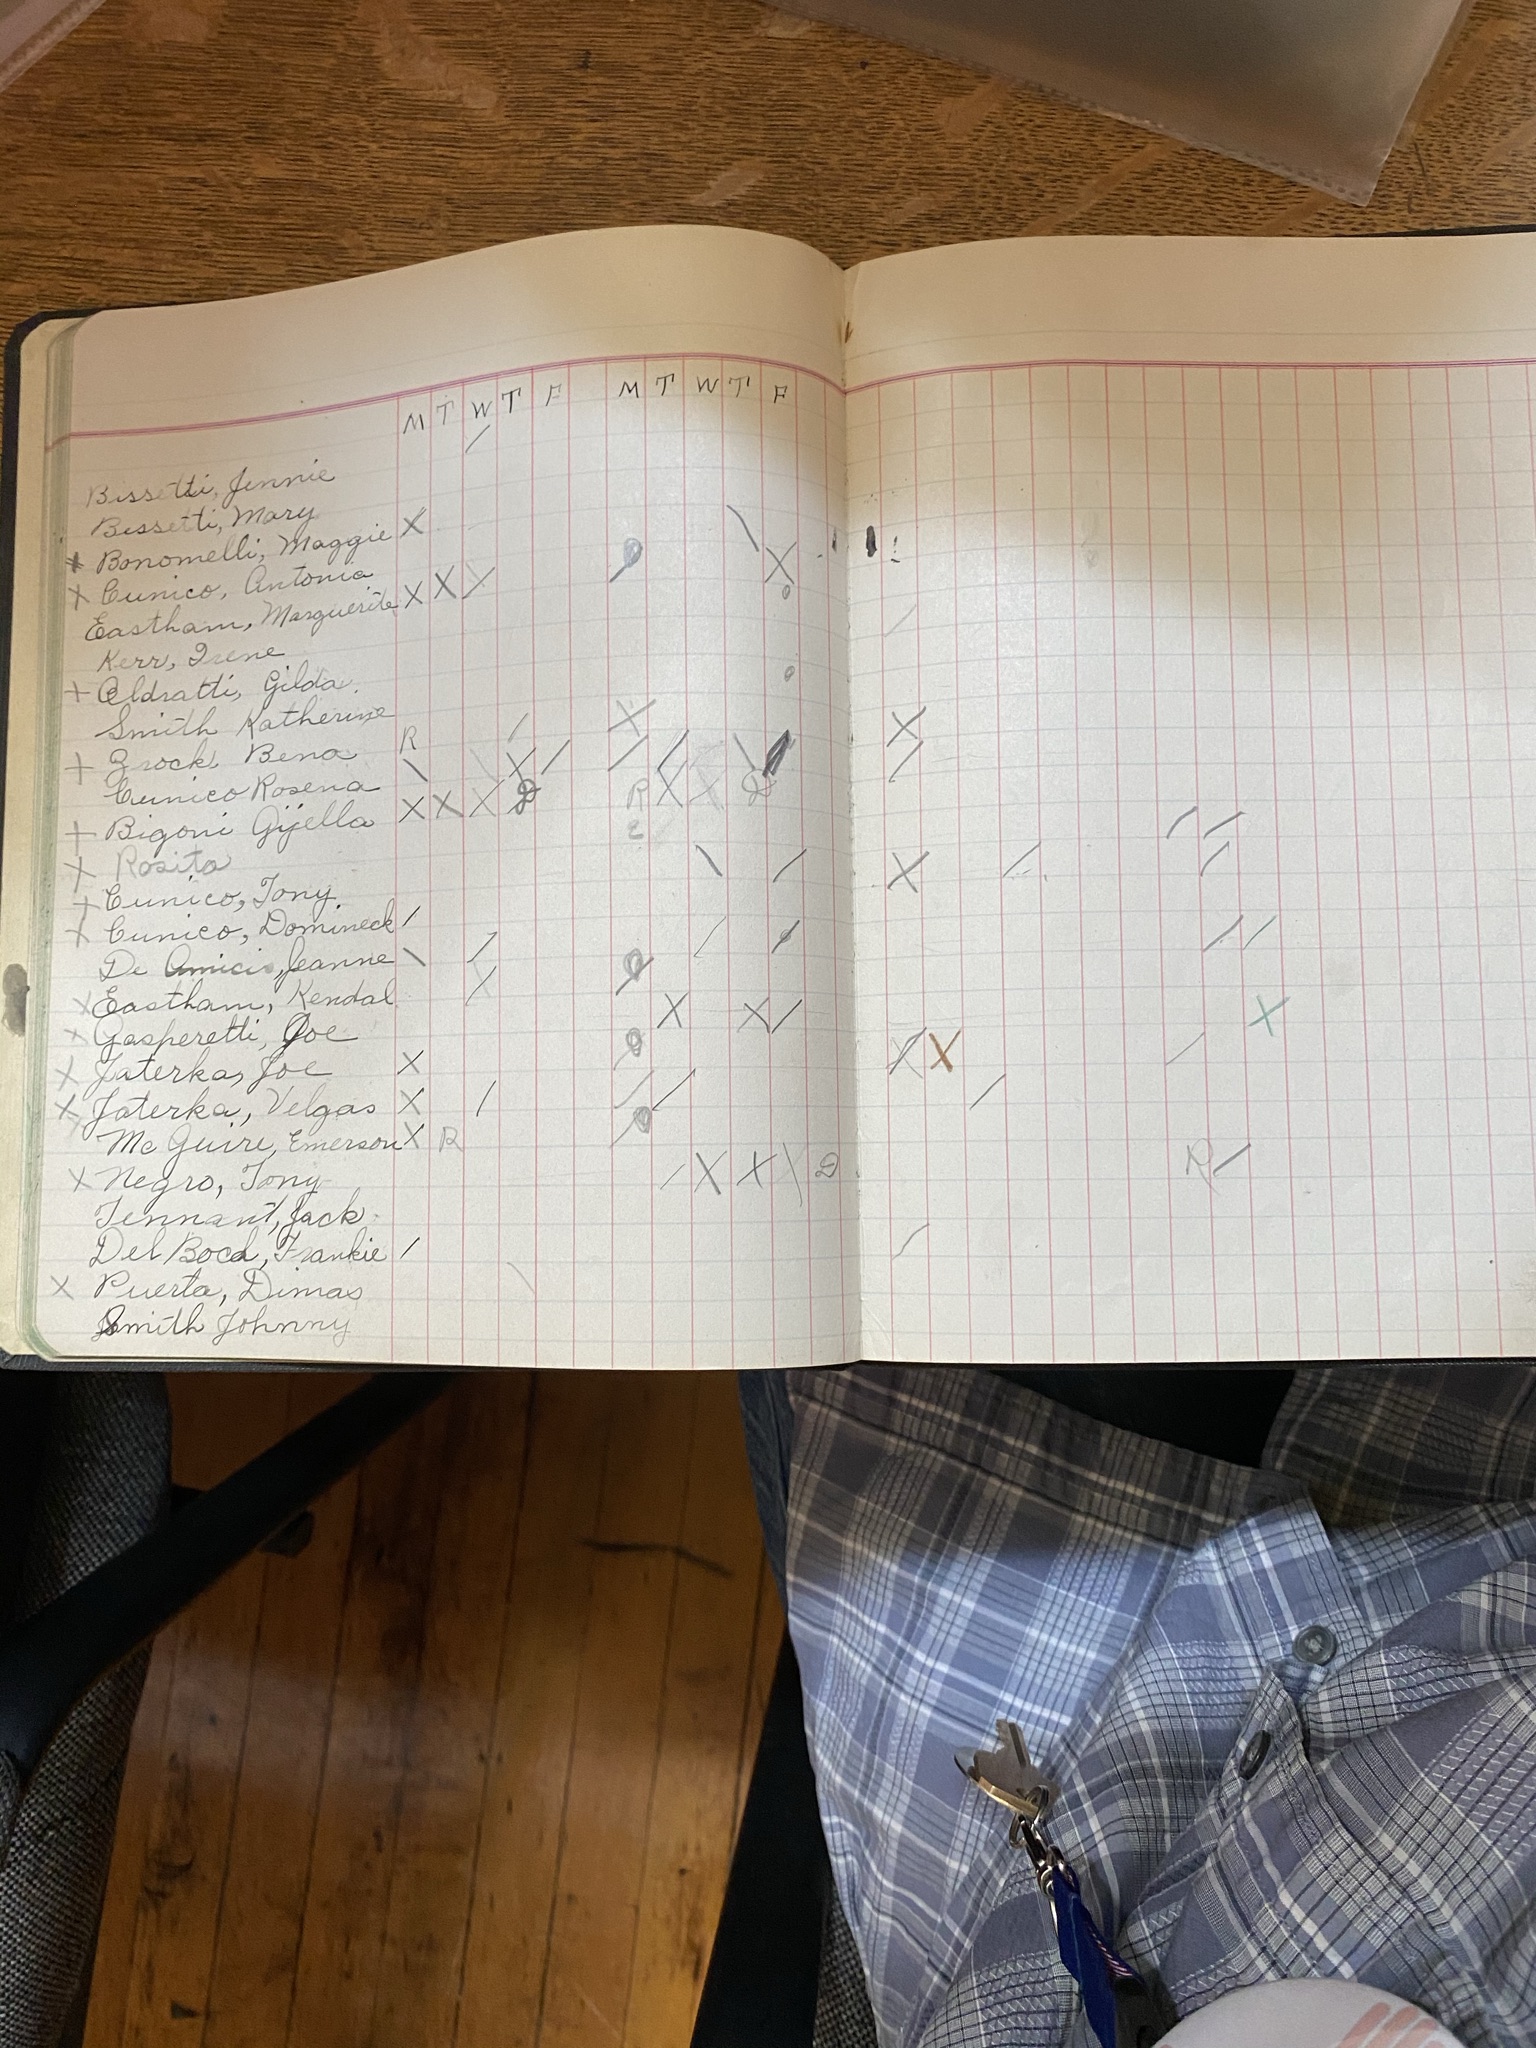 M T W T F M T W T F
/
Bissetti, Jennie
Bissetti, Mary X \
x Bonomelli, Maggie X
x Cunico, Antonia X X X
Eastham, Marguerite /
Kerr, Irene
+ Oldratti, Gilda.
Smith Katherine / X X
+ Grock, Bena R \ X / / X \ /
Cunico Rosena X X X D R X X D
+ Bigoni Gijella / /
x Rosita \ / X / /
+ Cunico, Tony.
x Cunico, Domineck / / / /
De Amicis, Jeanne \ /
x Eastham, Kendal X X X / X
x Gasperetti, Joe X X /
x Jaterka, Joe X / / /
x Jaterka, Velgas X /
Mc Guire, Emerson X R / X X X D R /
x Negro, Tony
Tennant, Jack /
Del Boca, Frankie /
x Puerta, Dimas \
Smith Johnny